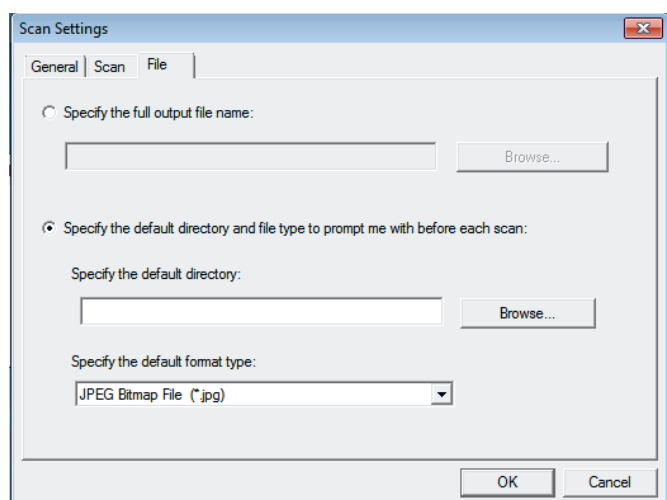 Scan Settings
General Scan File
Specify the full output file name:
Browse...
Specify the default directory and file type to prompt me with before each scan:
Specify the default directory:
Browse...
Specify the default format type:
JPEG Bitmap File (*.jpg)
OK Cancel